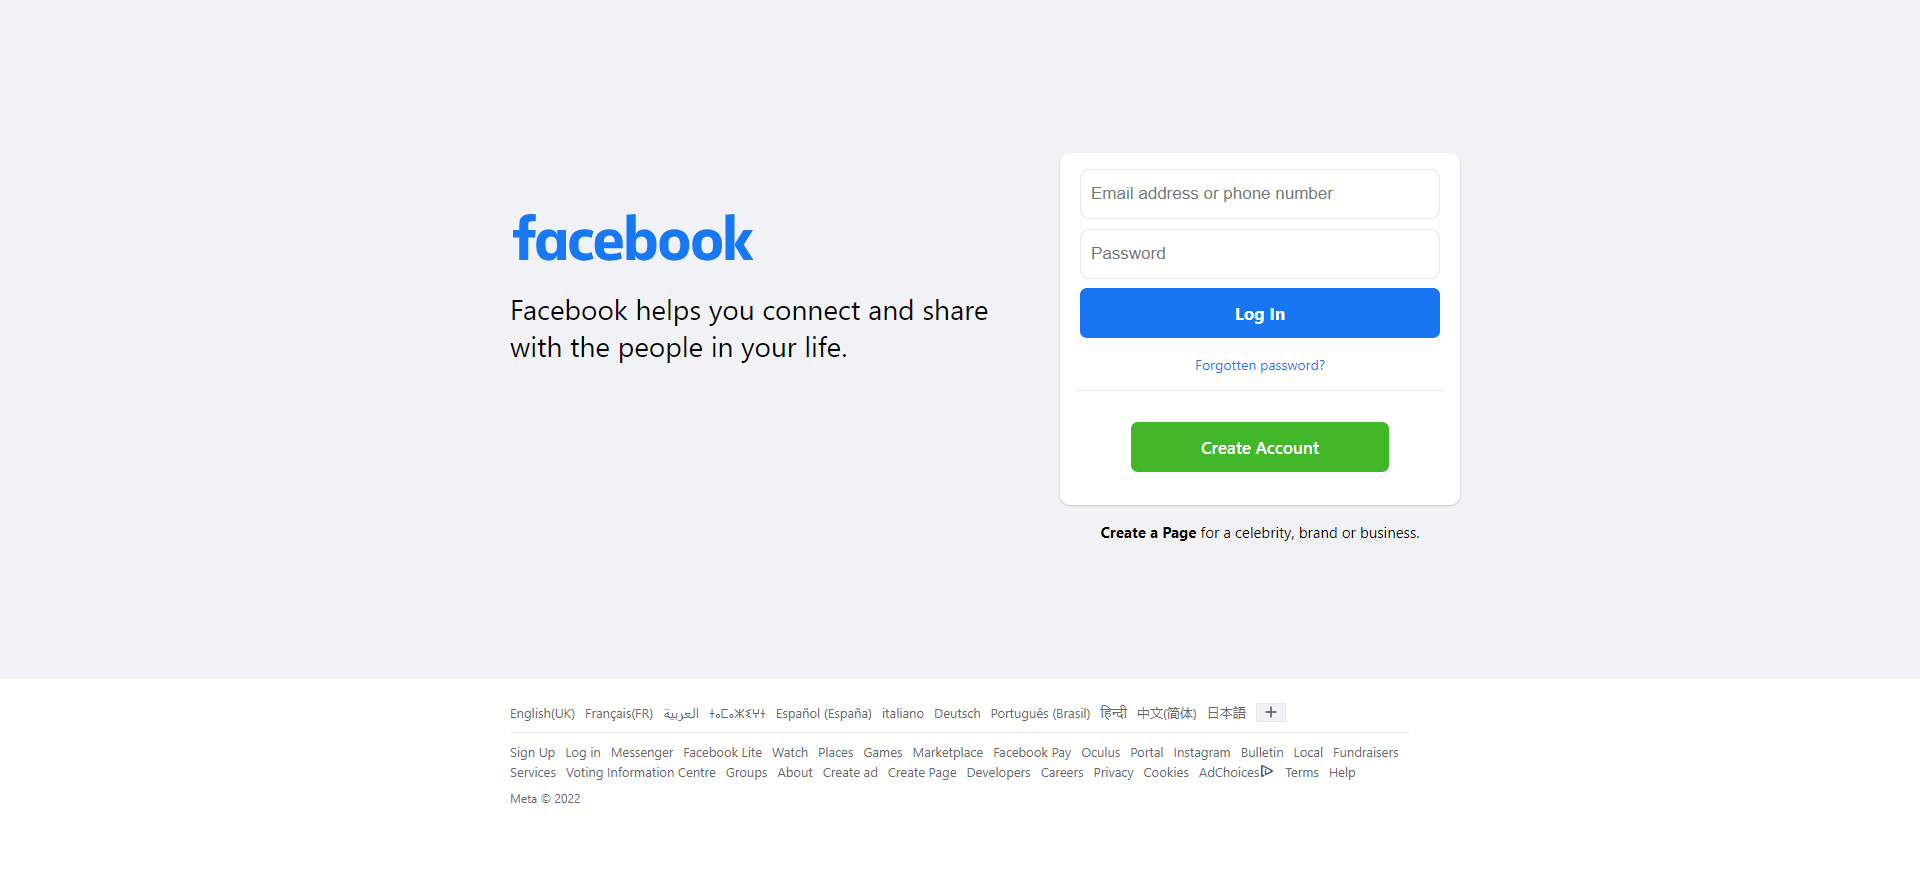 facebook
Facebook helps you connect and share
with the people in your life.
Email address or phone number
Password
Log In
Forgotten password?
Create Account
Create a Page for a celebrity, brand or business.
English(UK) Français(FR) العربية ⵜⴰⵎⴰⵣⵉⵖⵜ Español (España) italiano Deutsch Português (Brasil) हिन्दी 中文(简体) 日本語 +
Sign Up Log in Messenger Facebook Lite Watch Places Games Marketplace Facebook Pay Oculus Portal Instagram Bulletin Local Fundraisers
Services Voting Information Centre Groups About Create ad Create Page Developers Careers Privacy Cookies AdChoices Terms Help
Meta © 2022